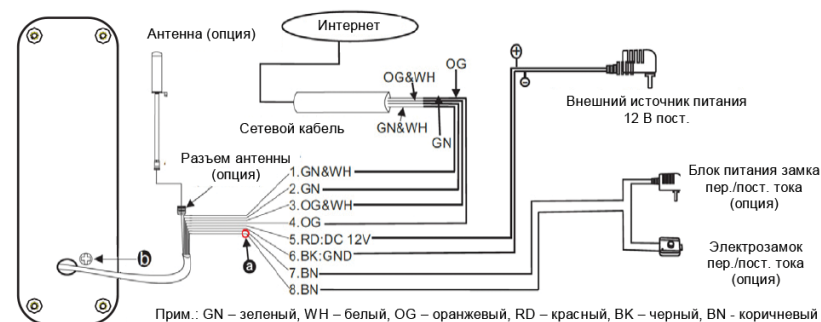 Интернет
Антенна (опция)
OG
OG&WH
Внешний источник питания
12 В пост.
Сетевой кабель
GN&WH
GN
Разъем антенны
(опция)
1.GN&WH
2.GN
3.OG&WH
4.OG
5.RD:DC 12V
6.BK:GND
7.BN
8.BN
Блок питания замка
пер./пост. тока
(опция)
Электрозамок
пер./пост. тока
(опция)
b
a
Прим.: GN – зеленый, WH – белый, OG – оранжевый, RD – красный, BK – черный, BN - коричневый